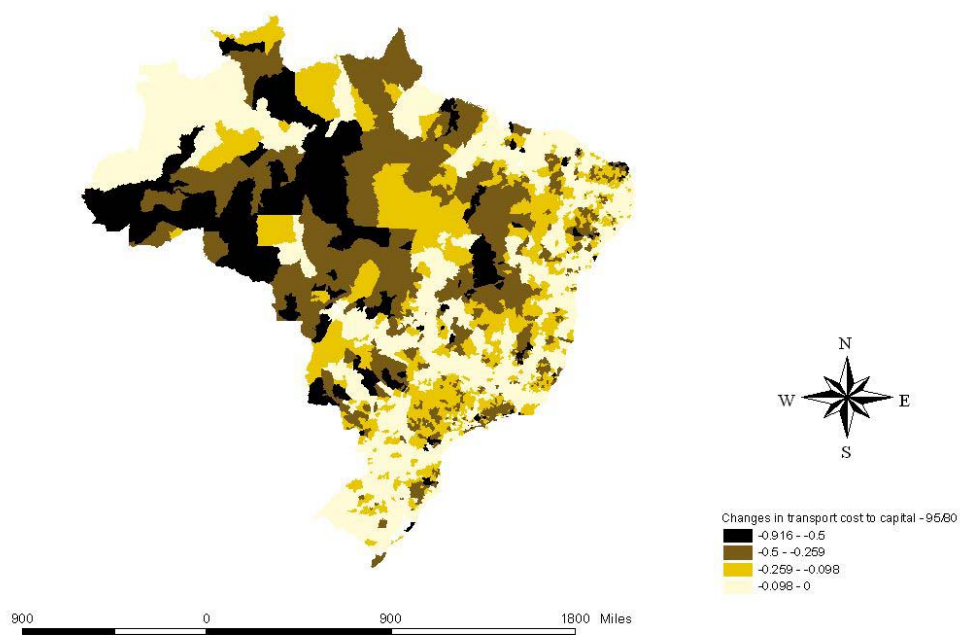 N
W E
S
Changes in transport cost to capital - 95/80
-0.916 - -0.5
-0.5 - -0.259
-0.259 - -0.098
-0.098 - 0
900 0 900 1800 Miles